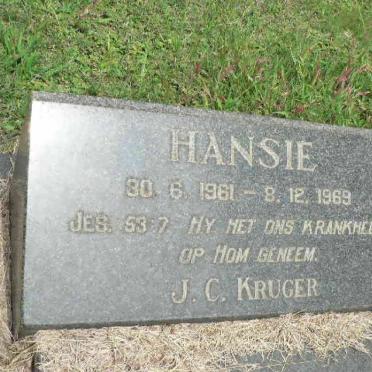 HANSIE
30. 6. 1961 - 8. 12. 1969
JES. 53:7. HY HET ONS
OP HOM GENEEM.
J. C. KRUGER